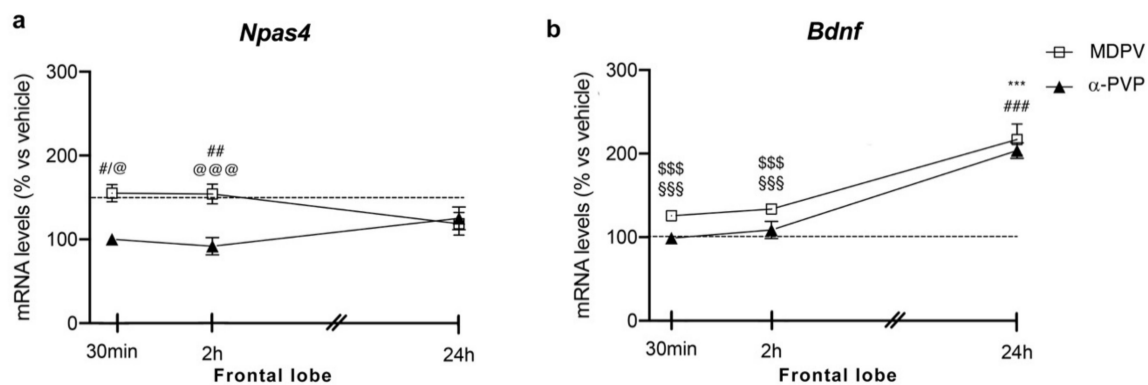 a
Npas4
mRNA levels (% vs vehicle)
300
200
100
0
#/@
##
@@@
30min
2h
24h
Frontal lobe
b
Bdnf
mRNA levels (% vs vehicle)
300
200
100
0
$$$
§§§
$$$
§§§
***
###
30min
2h
24h
Frontal lobe
MDPV
α-PVP